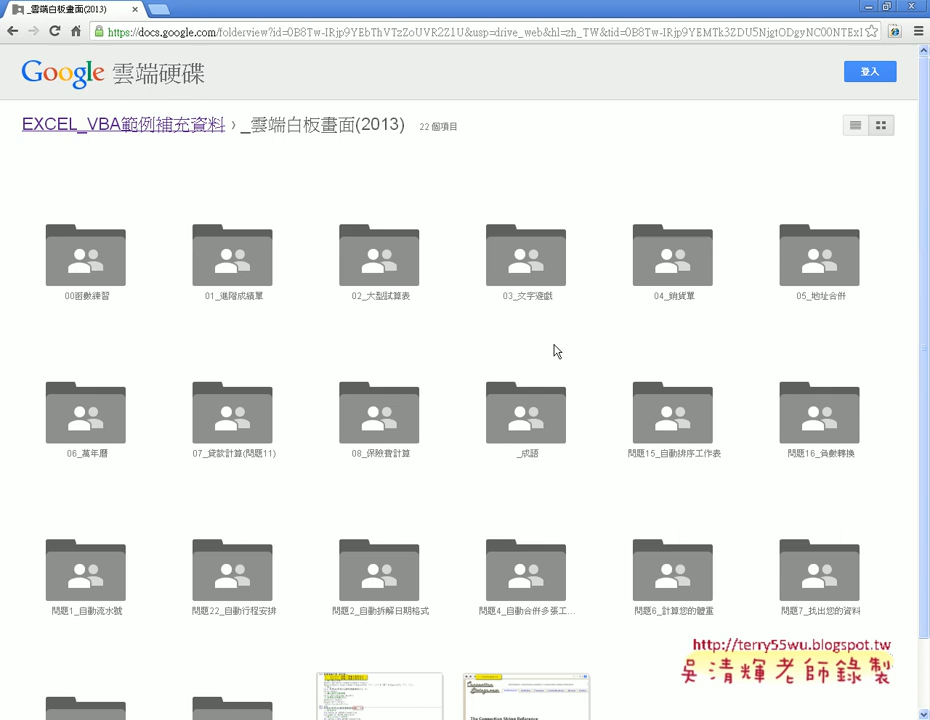 _雲端白板畫面(2013)
https://docs.google.com/folderview?id=0B8Tw-IRjp9YEbThVTzZoUVR2Z1U&usp=drive_web&hl=zh_TW&tid=0B8Tw-IRjp9YEMTk3ZDU5NjgtODgyNC00NTEx
Google 雲端硬碟
登入
EXCEL_VBA範例補充資料 › _雲端白板畫面(2013) 22 個項目
00函數練習 01_進階成績單 02_大型試算表 03_文字遊戲 04_銷貨單 05_地址合併
06_萬年曆 07_貸款計算(問題11) 08_保險費計算 _成語 問題15_自動排序工作表 問題16_負數轉換
問題1_自動流水號 問題22_自動行程安排 問題2_自動拆解日期格式 問題4_自動合併多張工... 問題6_計算您的體重 問題7_找出您的資料
http://terry55wu.blogspot.tw
吳清輝老師錄製